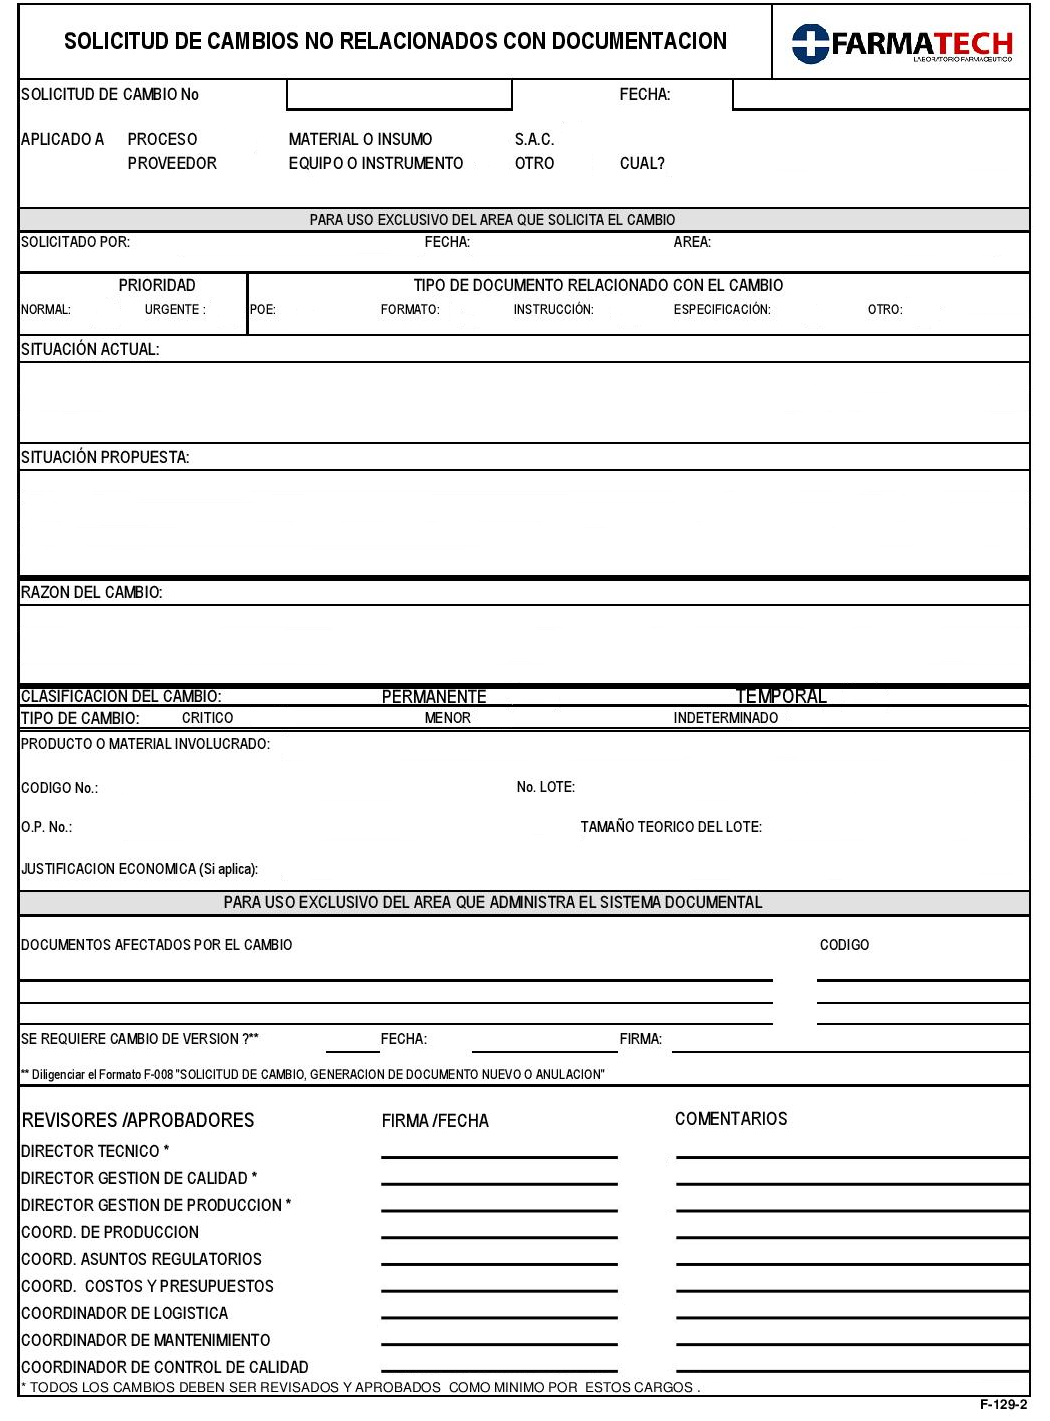 SOLICITUD DE CAMBIOS NO RELACIONADOS CON DOCUMENTACION
FARMATECH
LABORATORIO FARMACEUTICO
SOLICITUD DE CAMBIO No FECHA:
APLICADO A PROCESO MATERIAL O INSUMO S.A.C.
PROVEEDOR EQUIPO O INSTRUMENTO OTRO CUAL?
PARA USO EXCLUSIVO DEL AREA QUE SOLICITA EL CAMBIO
SOLICITADO POR: FECHA: AREA:
PRIORIDAD TIPO DE DOCUMENTO RELACIONADO CON EL CAMBIO
NORMAL: URGENTE : POE: FORMATO: INSTRUCCIÓN: ESPECIFICACIÓN: OTRO:
SITUACIÓN ACTUAL:
SITUACIÓN PROPUESTA:
RAZON DEL CAMBIO:
CLASIFICACION DEL CAMBIO: PERMANENTE TEMPORAL
TIPO DE CAMBIO: CRITICO MENOR INDETERMINADO
PRODUCTO O MATERIAL INVOLUCRADO:
CODIGO No.: No. LOTE:
O.P. No.: TAMAÑO TEORICO DEL LOTE:
JUSTIFICACION ECONOMICA (Si aplica):
PARA USO EXCLUSIVO DEL AREA QUE ADMINISTRA EL SISTEMA DOCUMENTAL
DOCUMENTOS AFECTADOS POR EL CAMBIO CODIGO
SE REQUIERE CAMBIO DE VERSION ?** FECHA: FIRMA:
** Diligenciar el Formato F-008 "SOLICITUD DE CAMBIO, GENERACION DE DOCUMENTO NUEVO O ANULACION"
REVISORES /APROBADORES FIRMA /FECHA COMENTARIOS
DIRECTOR TECNICO *
DIRECTOR GESTION DE CALIDAD *
DIRECTOR GESTION DE PRODUCCION *
COORD. DE PRODUCCION
COORD. ASUNTOS REGULATORIOS
COORD. COSTOS Y PRESUPUESTOS
COORDINADOR DE LOGISTICA
COORDINADOR DE MANTENIMIENTO
COORDINADOR DE CONTROL DE CALIDAD
* TODOS LOS CAMBIOS DEBEN SER REVISADOS Y APROBADOS COMO MINIMO POR ESTOS CARGOS .
F-129-2